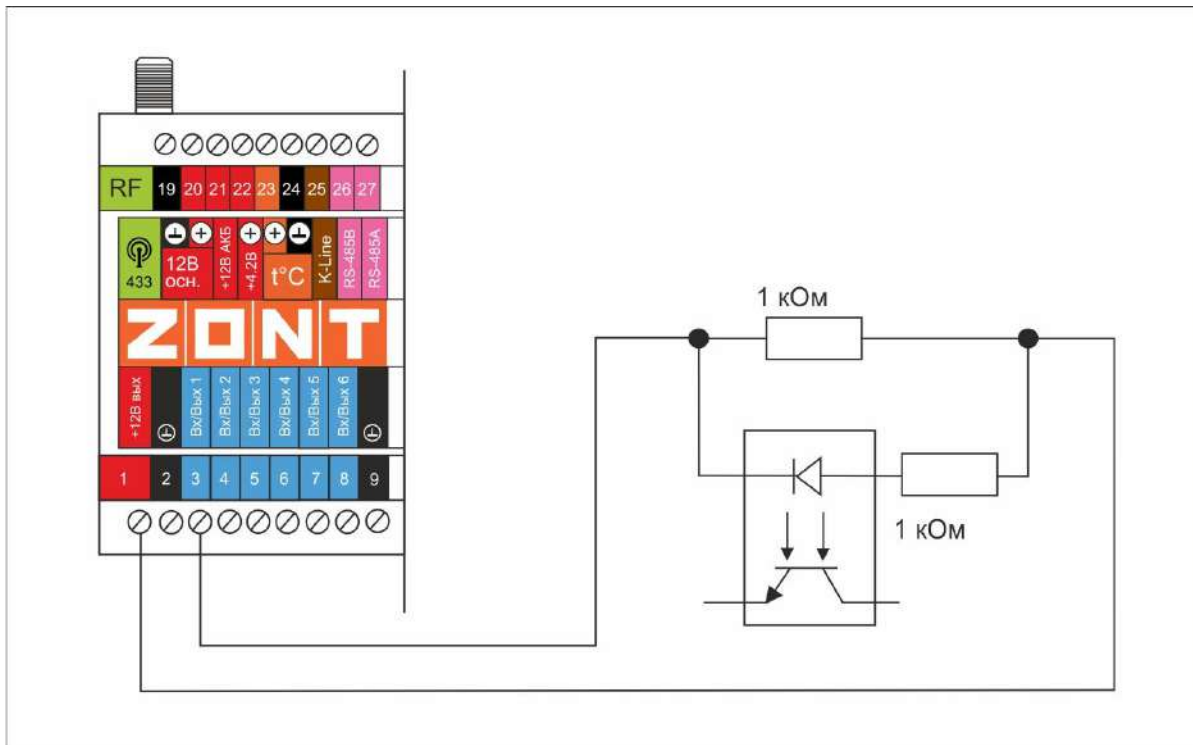 RF 19 20 21 22 23 24 25 26 27
433
12В
осн.
+12В АКБ
+4.2В
t°C
K-Line
RS-485B
RS-485A
ZONT
+12В вых
Вх/Вых 1
Вх/Вых 2
Вх/Вых 3
Вх/Вых 4
Вх/Вых 5
Вх/Вых 6
1 2 3 4 5 6 7 8 9
1 кОм
1 кОм